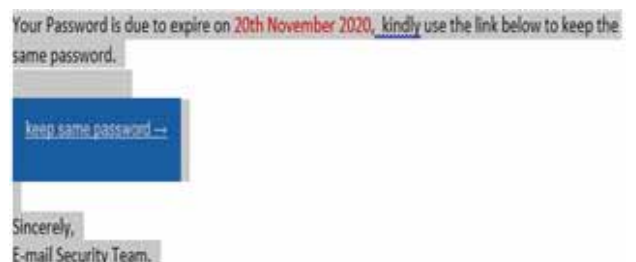 Your Password is due to expire on 20th November 2020, kindly use the link below to keep the
same password.
keep same password →
Sincerely,
E-mail Security Team.